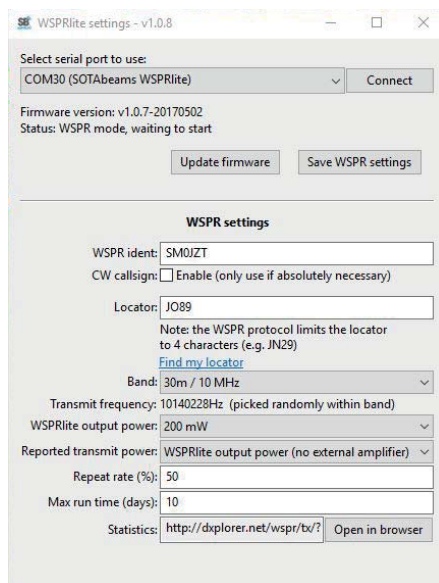 SB WSPRlite settings - v1.0.8
Select serial port to use:
COM30 (SOTAbeams WSPRlite) Connect
Firmware version: v1.0.7-20170502
Status: WSPR mode, waiting to start
Update firmware Save WSPR settings
WSPR settings
WSPR ident: SM0JZT
CW callsign: Enable (only use if absolutely necessary)
Locator: JO89
Note: the WSPR protocol limits the locator
to 4 characters (e.g. JN29)
Find my locator
Band: 30m / 10 MHz
Transmit frequency: 10140228Hz (picked randomly within band)
WSPRlite output power: 200 mW
Reported transmit power: WSPRlite output power (no external amplifier)
Repeat rate (%): 50
Max run time (days): 10
Statistics: http://dxplorer.net/wspr/tx/? Open in browser